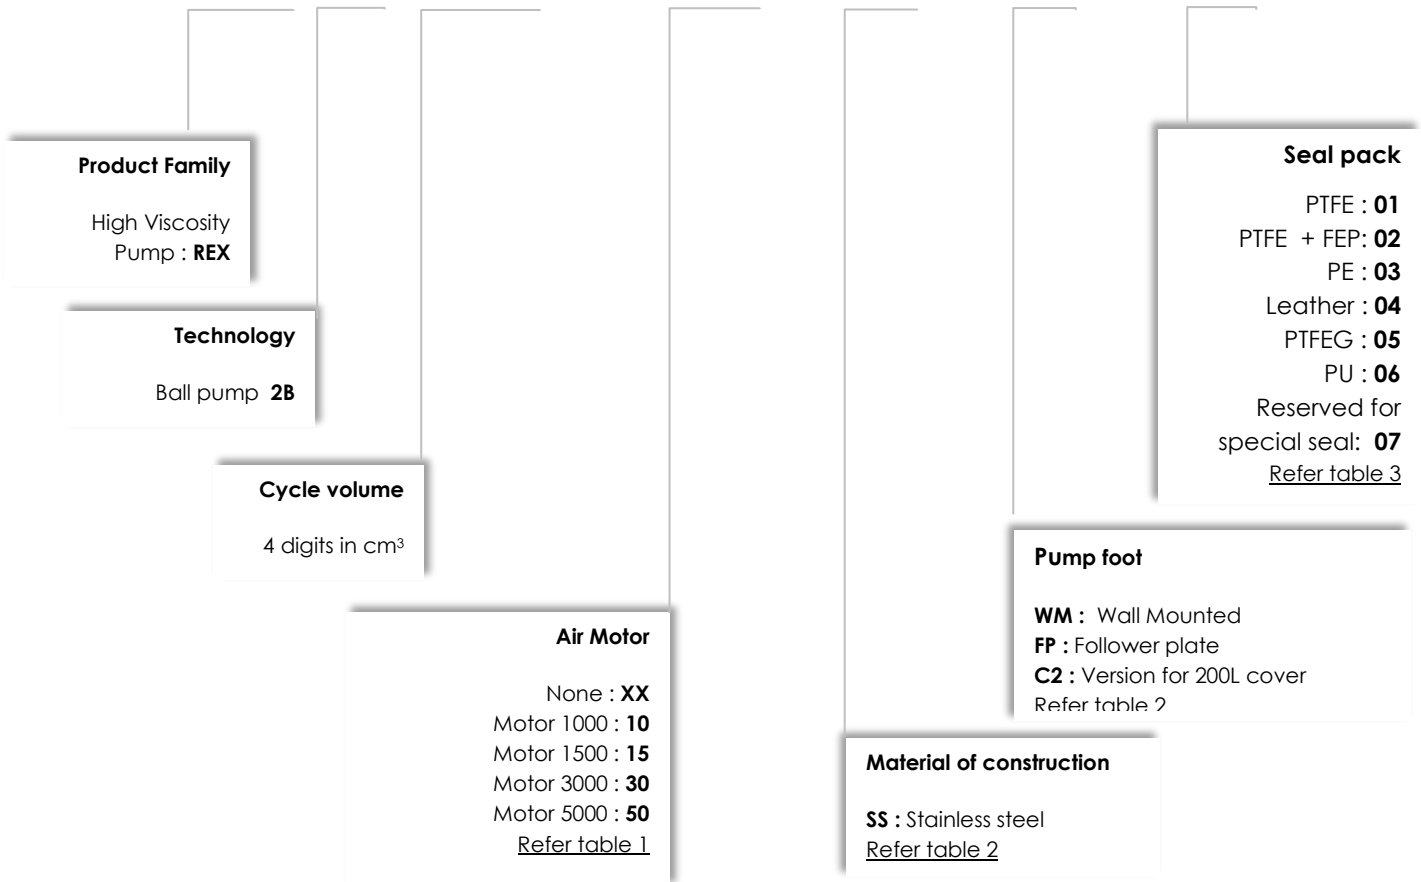 Product Family
High Viscosity
Pump : REX
Technology
Ball pump 2B
Cycle volume
4 digits in cm³
Air Motor
None : XX
Motor 1000 : 10
Motor 1500 : 15
Motor 3000 : 30
Motor 5000 : 50
Refer table 1
Material of construction
SS : Stainless steel
Refer table 2
Pump foot
WM : Wall Mounted
FP : Follower plate
C2 : Version for 200L cover
Refer table 2
Seal pack
PTFE : 01
PTFE + FEP: 02
PE : 03
Leather : 04
PTFEG : 05
PU : 06
Reserved for
special seal: 07
Refer table 3